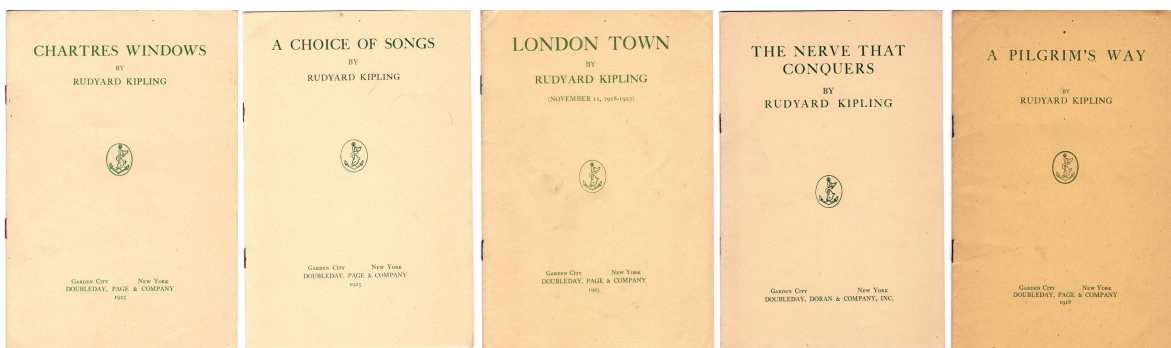 CHARTRES WINDOWS
BY
RUDYARD KIPLING
GARDEN CITY NEW YORK
DOUBLEDAY, PAGE & COMPANY
1925
A CHOICE OF SONGS
BY
RUDYARD KIPLING
GARDEN CITY NEW YORK
DOUBLEDAY, PAGE & COMPANY
1925
LONDON TOWN
BY
RUDYARD KIPLING
(NOVEMBER 11, 1918-1923)
GARDEN CITY NEW YORK
DOUBLEDAY, PAGE & COMPANY
1923
THE NERVE THAT
CONQUERS
BY
RUDYARD KIPLING
GARDEN CITY NEW YORK
DOUBLEDAY, DORAN & COMPANY, INC.
A PILGRIM'S WAY
BY
RUDYARD KIPLING
GARDEN CITY NEW YORK
DOUBLEDAY, PAGE & COMPANY
1918